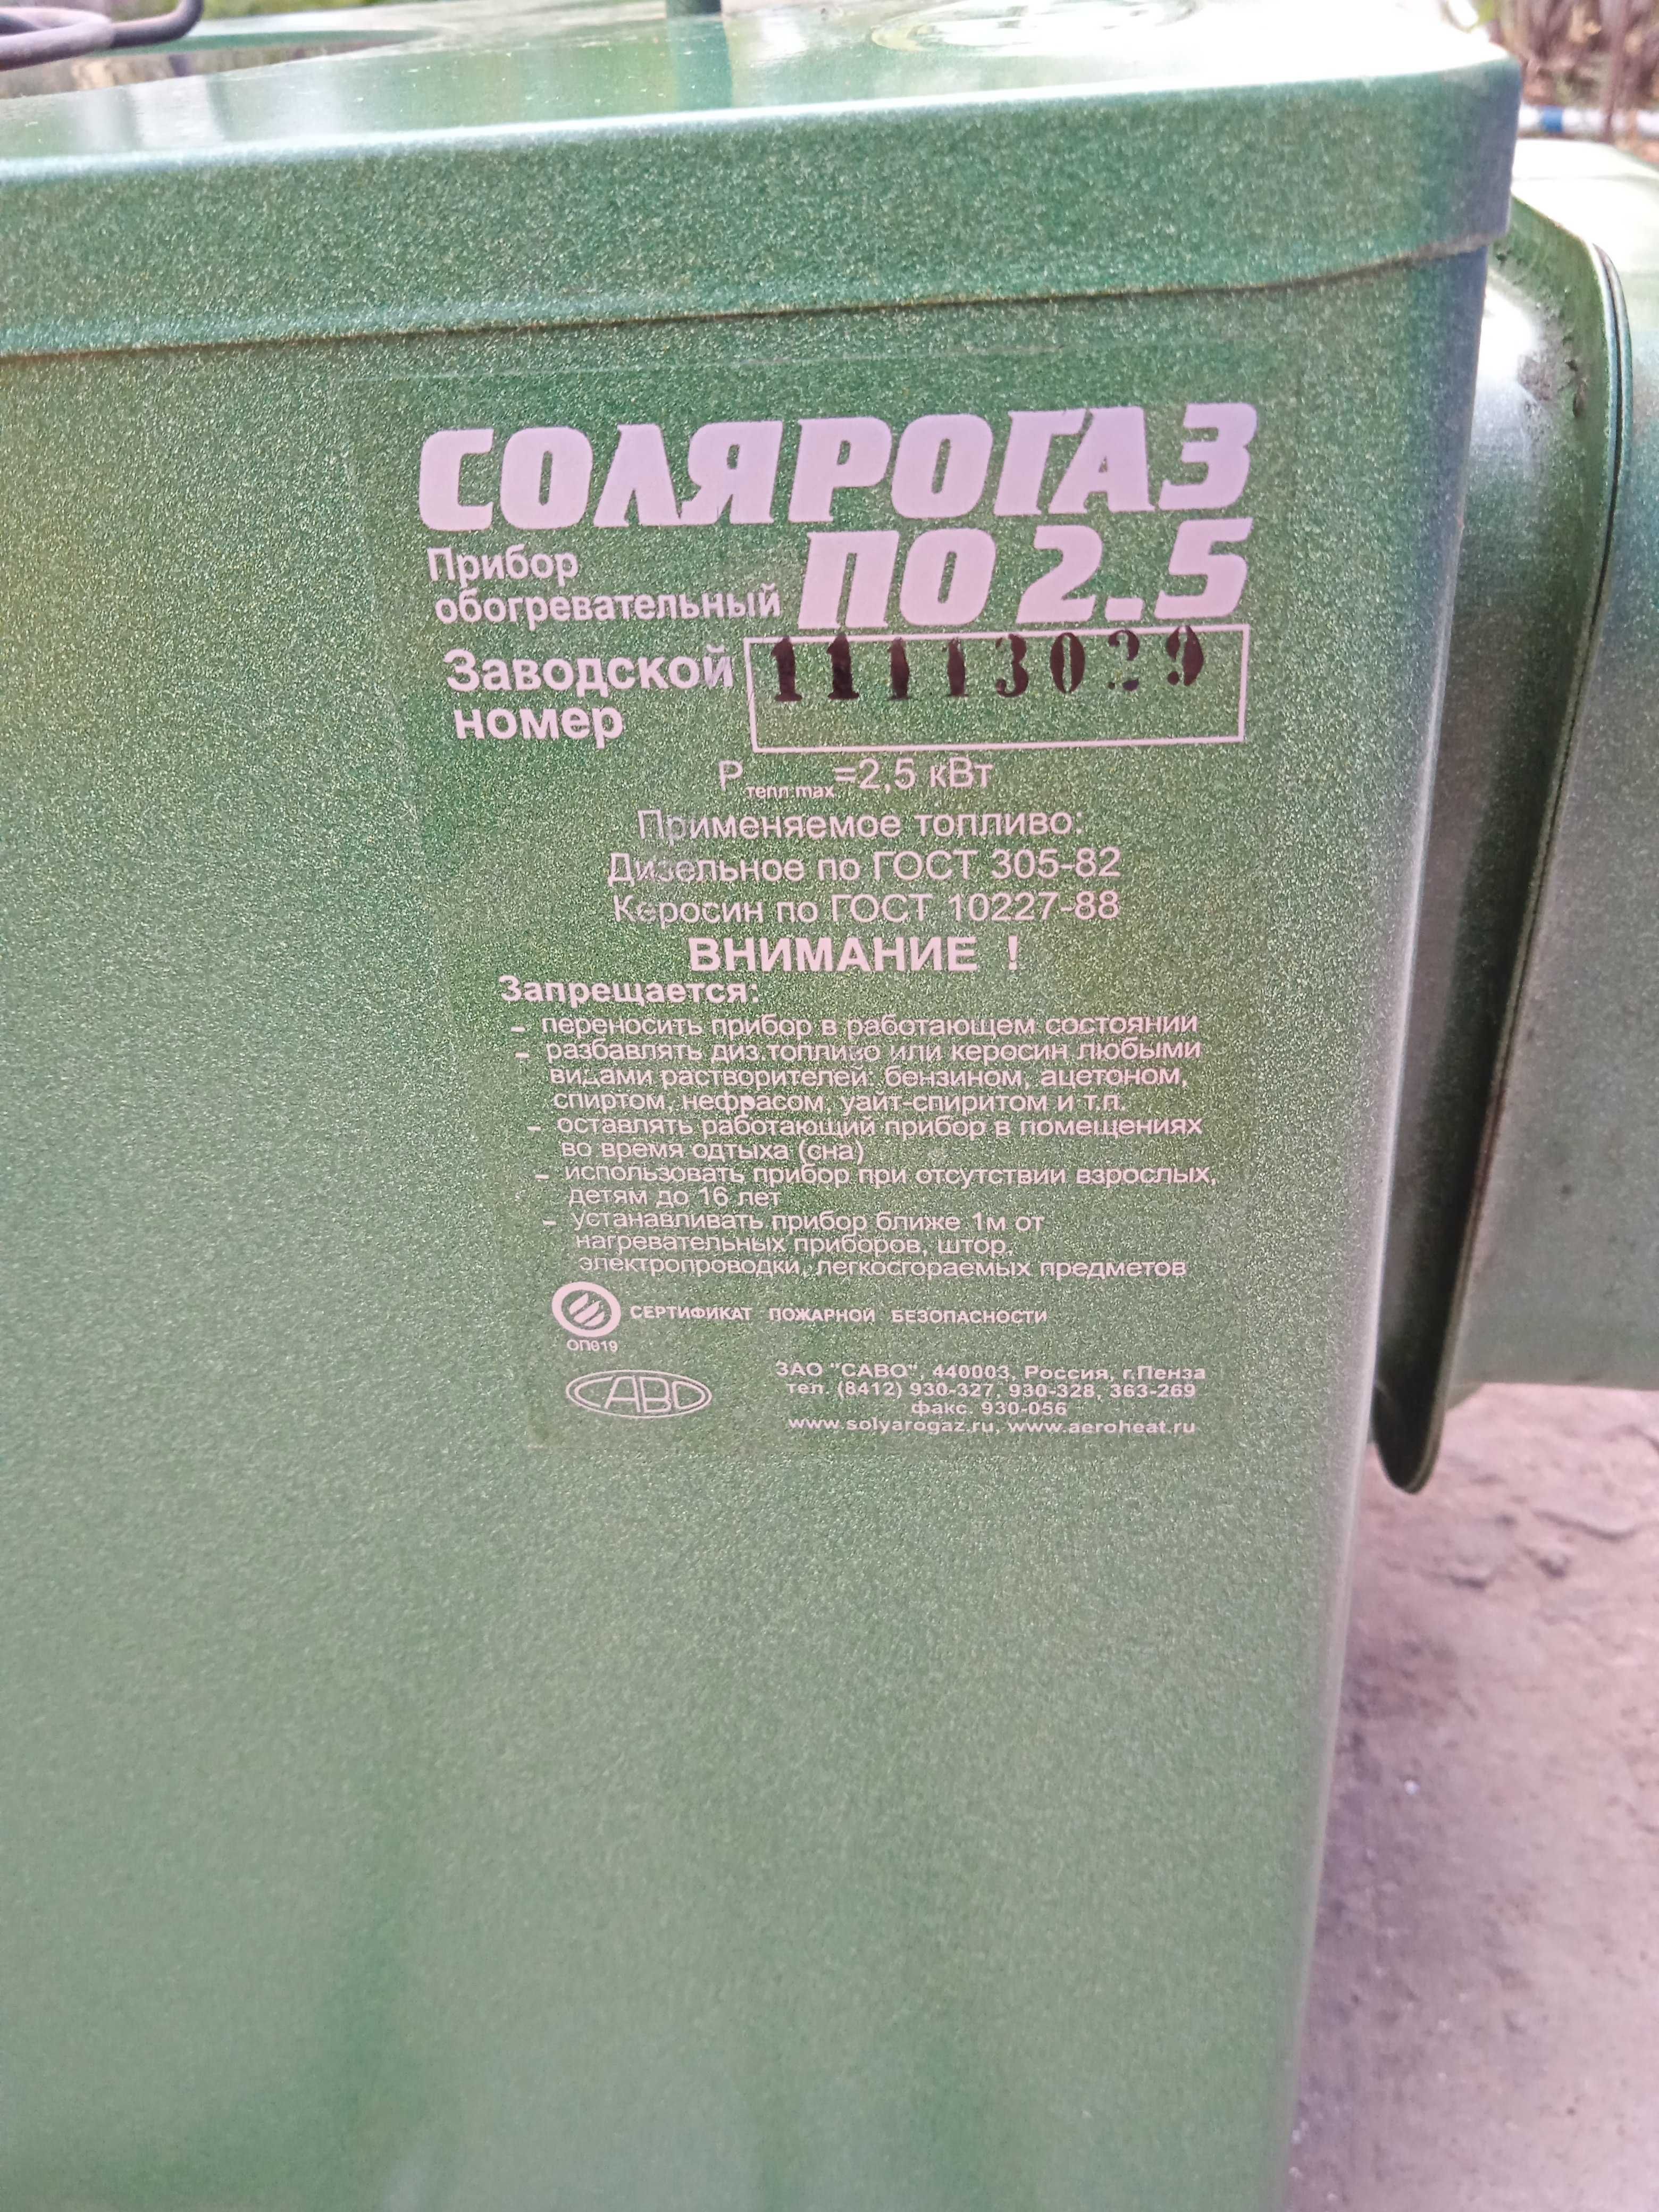 СОЛЯРОГАЗ
Прибор
обогревательный
ПО 2.5
Заводской
номер
11113029
Pтепл.max.=2,5 кВт
Применяемое топливо:
Дизельное по ГОСТ 305-82
Керосин по ГОСТ 10227-88
ВНИМАНИЕ !
Запрещается:
- переносить прибор в работающем состоянии
- разбавлять диз.топливо или керосин любыми
видами растворителей: бензином, ацетоном,
спиртом, нефрасом, уайт-спиритом и т.п.
- оставлять работающий прибор в помещениях
во время одтыха (сна)
- использовать прибор при отсутствии взрослых,
детям до 16 лет
- устанавливать прибор ближе 1м от
нагревательных приборов, штор,
электропроводки, легкосгораемых предметов
СЕРТИФИКАТ ПОЖАРНОЙ БЕЗОПАСНОСТИ
ОП019
САВО
ЗАО "САВО", 440003, Россия, г.Пенза
тел. (8412) 930-327, 930-328, 363-269
факс. 930-056
www.solyarogaz.ru, www.aeroheat.ru